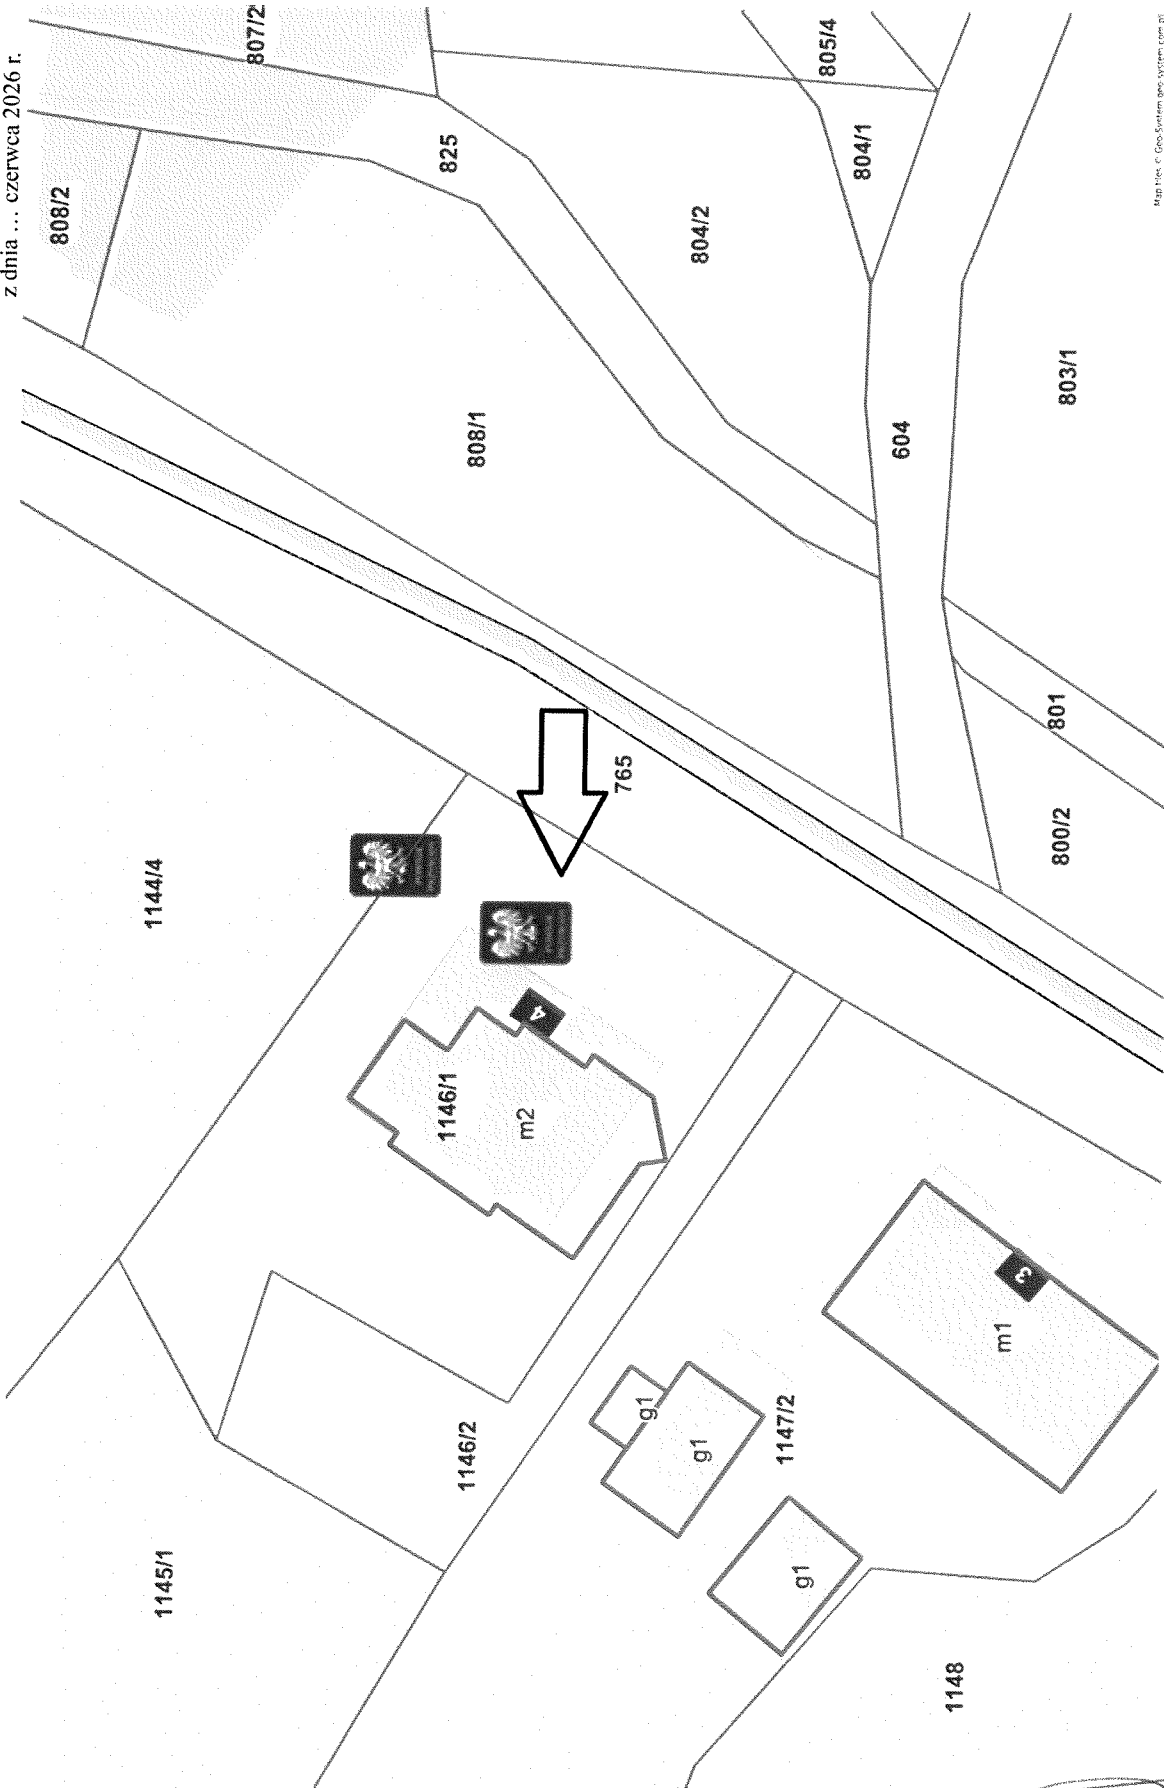 z dnia … czerwca 2026 r.
807/2
808/2
825
805/4
804/1
804/2
808/1
604
803/1
765
801
800/2
1144/4
4
1146/1
m2
3
m1
g1
g1
1147/2
g1
1146/2
1145/1
1148
Map tiles © Geo-System geo-system.com.pl